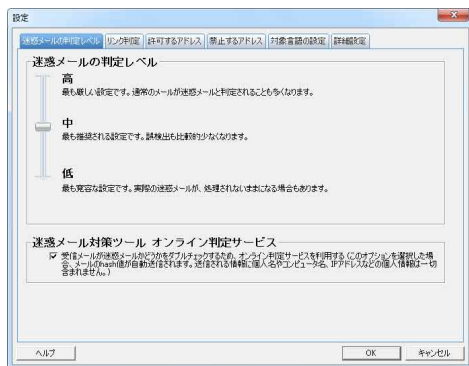 設定
迷惑メールの判定レベル リンク判定 許可するアドレス 禁止するアドレス 対象言語の設定 詳細設定
迷惑メールの判定レベル
高
最も厳しい設定です。通常のメールが迷惑メールと判定されることも多くなります。
中
最も推奨される設定です。誤検出も比較的少なくなります。
低
最も寛容な設定です。実際の迷惑メールが、処理されないままになる場合もあります。
迷惑メール対策ツール オンライン判定サービス
受信メールが迷惑メールかどうかをダブルチェックするため、オンライン判定サービスを利用する（このオプションを選択した場
合、メールのhash値が自動送信されます。送信される情報に個人名やコンピュータ名、IPアドレスなどの個人情報は一切
含まれません。）
ヘルプ OK キャンセル